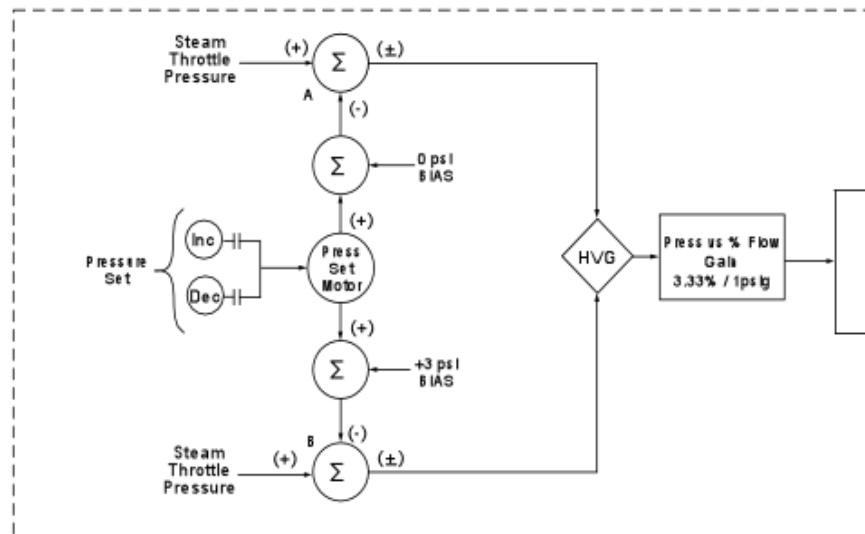 Steam
Throttle
Pressure
(+)
Σ
(±)
A
(-)
Σ
0 psi
BIAS
(+)
Pressure
Set
Inc
Dec
Press
Set
Motor
HVG
Press vs % Flow
Gain
3.33% / 1psig
(+)
Σ
+3 psi
BIAS
B
(-)
Steam
Throttle
Pressure
(+)
Σ
(±)